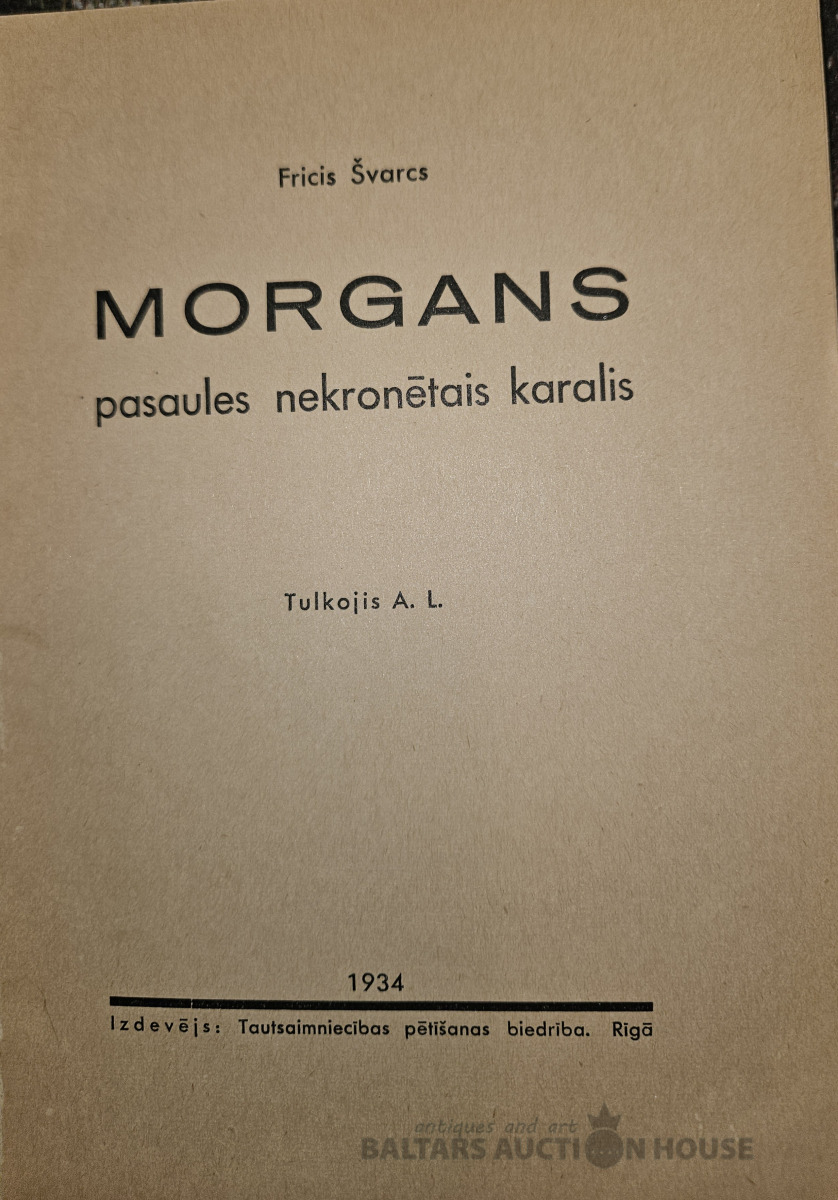 Fricis Švarcs
MORGANS
pasaules nekronētais karalis
Tulkojis A. L.
1934
Izdevējs: Tautsaimniecības pētīšanas biedrība. Rīgā
antiques and art
BALTARS AUCTION HOUSE